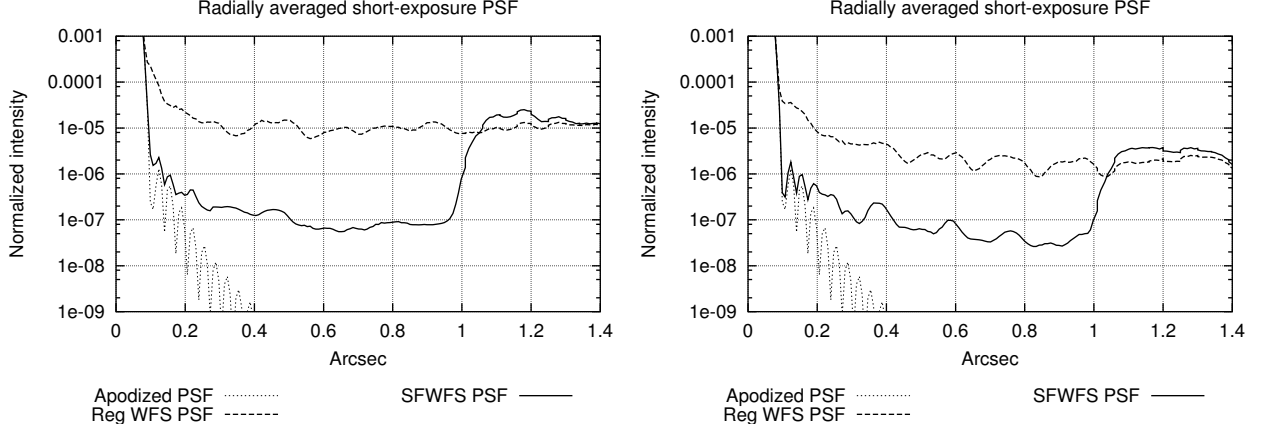 Radially averaged short-exposure PSF
Normalized intensity
0.001
0.0001
1e-05
1e-06
1e-07
1e-08
1e-09
0 0.2 0.4 0.6 0.8 1 1.2 1.4
Arcsec
Apodized PSF
Reg WFS PSF
SFWFS PSF
Radially averaged short-exposure PSF
Normalized intensity
0.001
0.0001
1e-05
1e-06
1e-07
1e-08
1e-09
0 0.2 0.4 0.6 0.8 1 1.2 1.4
Arcsec
Apodized PSF
Reg WFS PSF
SFWFS PSF